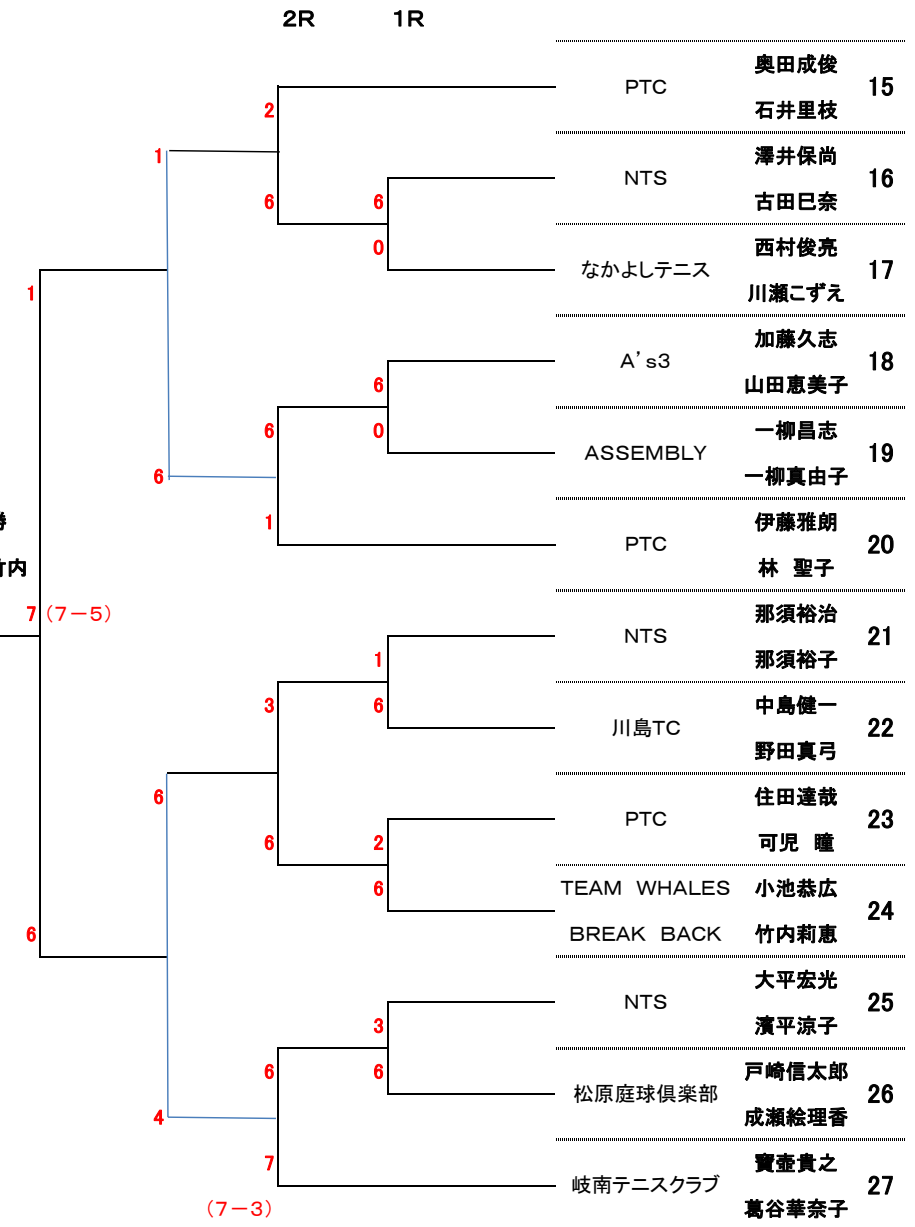 2R 1R
奥田成俊
PTC 15
2 石井里枝
1 澤井保尚
NTS 16
6 6 古田巳奈
0 西村俊亮
なかよしテニス 17
1 川瀬こずえ
加藤久志
A's3 18
6 山田恵美子
6 0 一柳昌志
ASSEMBLY 19
6 一柳真由子
1 伊藤雅朗
PTC 20
竹内 林 聖子
7 (7-5) 那須裕治
NTS 21
1 那須裕子
3 6 中島健一
川島TC 22
野田真弓
6 住田達哉
PTC 23
6 2 可児 瞳
6 TEAM WHALES 小池恭広
24
6 BREAK BACK 竹内莉恵
大平宏光
NTS 25
3 濱平涼子
6 6 戸崎信太郎
松原庭球倶楽部 26
4 成瀬絵理香
7 寶壺貴之
岐南テニスクラブ 27
(7-3) 葛谷華奈子